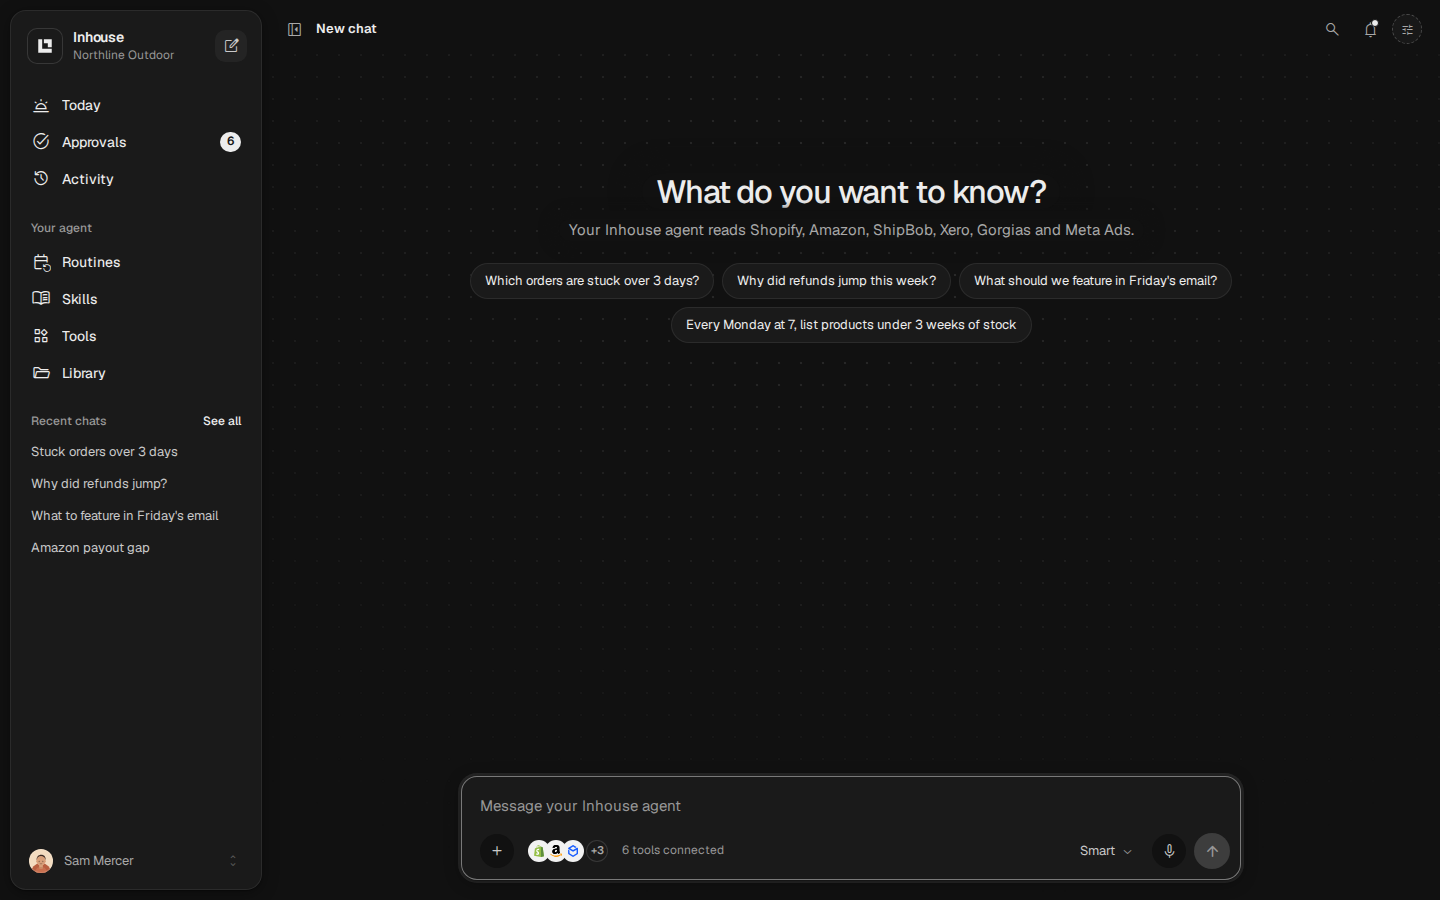 Inhouse
Northline Outdoor
New chat
Today
Approvals
6
Activity
Your agent
Routines
Skills
Tools
Library
Recent chats
See all
Stuck orders over 3 days
Why did refunds jump?
What to feature in Friday's email
Amazon payout gap
Sam Mercer
What do you want to know?
Your Inhouse agent reads Shopify, Amazon, ShipBob, Xero, Gorgias and Meta Ads.
Which orders are stuck over 3 days?
Why did refunds jump this week?
What should we feature in Friday's email?
Every Monday at 7, list products under 3 weeks of stock
Message your Inhouse agent
+3
6 tools connected
Smart